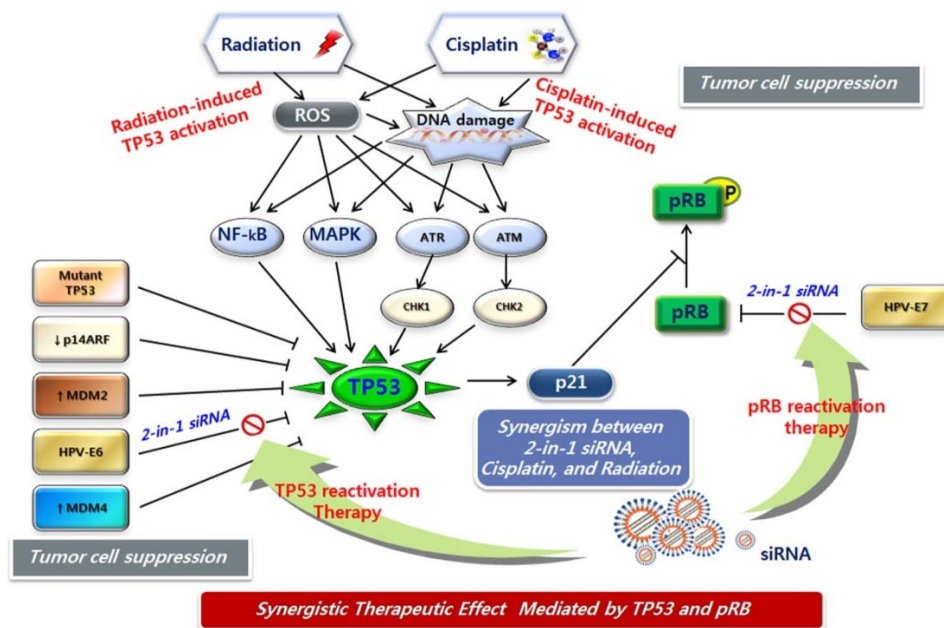 Radiation
Cisplatin
Radiation-induced
TP53 activation
ROS
DNA damage
Cisplatin-induced
TP53 activation
Tumor cell suppression
pRB
P
NF-kB
MAPK
ATR
ATM
Mutant
TP53
CHK1
CHK2
2-in-1 siRNA
pRB
HPV-E7
↓ p14ARF
TP53
p21
↑ MDM2
pRB reactivation
therapy
2-in-1 siRNA
HPV-E6
Synergism between
2-in-1 siRNA,
Cisplatin, and Radiation
TP53 reactivation
Therapy
↑ MDM4
siRNA
Tumor cell suppression
Synergistic Therapeutic Effect Mediated by TP53 and pRB